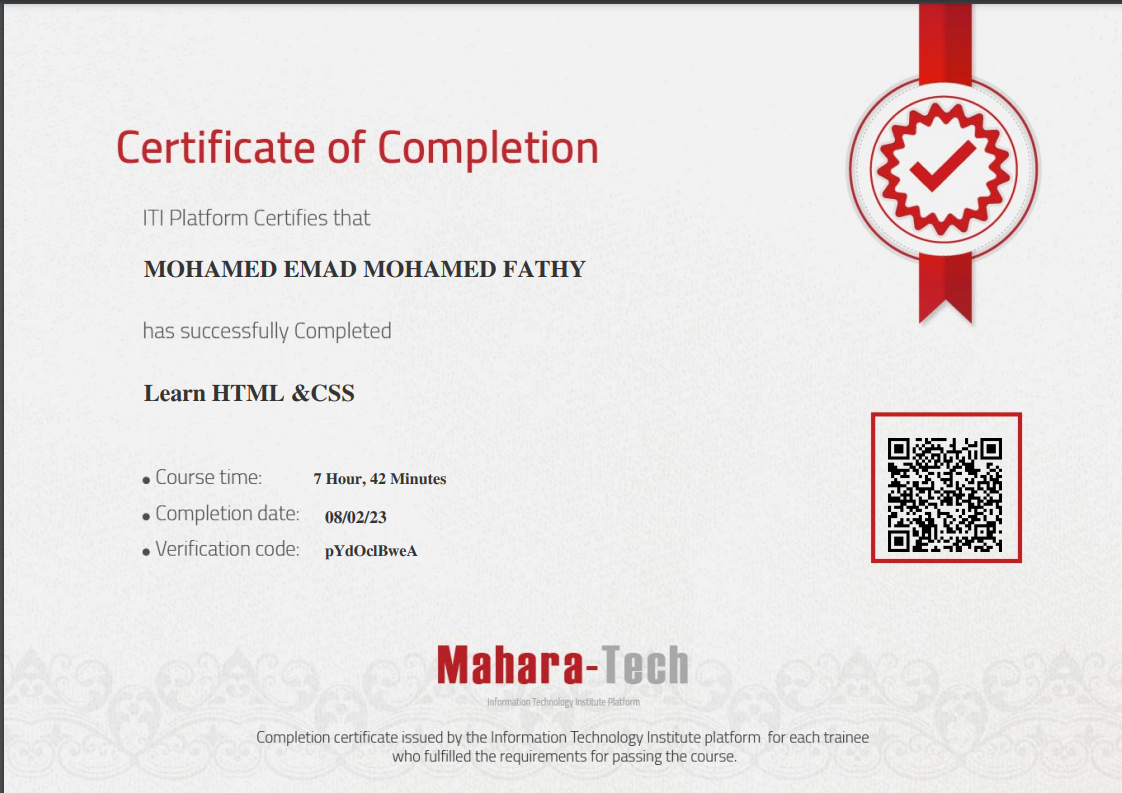 Certificate of Completion
ITI Platform Certifies that
MOHAMED EMAD MOHAMED FATHY
has successfully Completed
Learn HTML &CSS
• Course time: 7 Hour, 42 Minutes
• Completion date: 08/02/23
• Verification code: pYdOclBweA
Mahara-Tech
Information Technology Institute Platform
Completion certificate issued by the Information Technology Institute platform for each trainee
who fulfilled the requirements for passing the course.